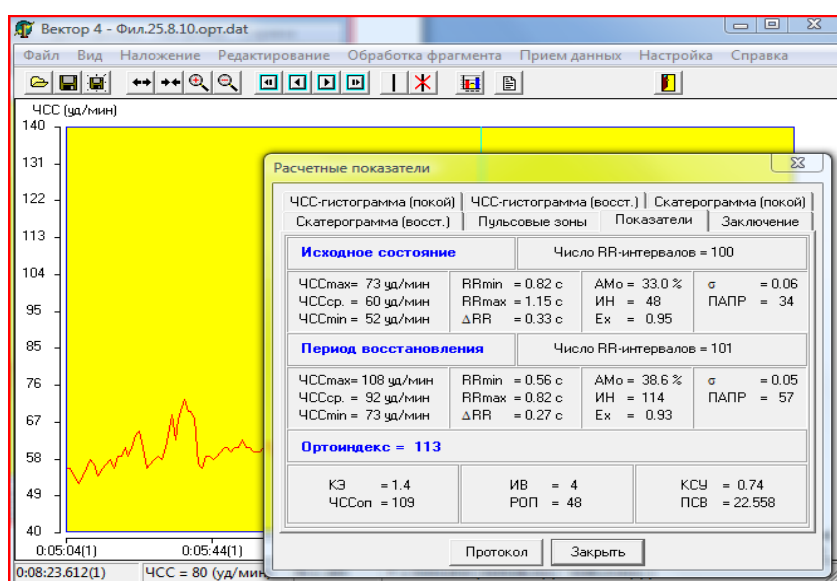 Вектор 4 - Фил.25.8.10.орт.dat
Файл Вид Наложение Редактирование Обработка фрагмента Прием данных Настройка Справка
ЧСС (уд/мин)
140
131
122
113
104
95
85
76
67
58
49
40
0:05:04(1) 0:05:44(1)
0:08:23.612(1) ЧСС = 80 (уд/мин)
Расчетные показатели
ЧСС-гистограмма (покой) ЧСС-гистограмма (восст.) Скатерограмма (покой)
Скатерограмма (восст.) Пульсовые зоны Показатели Заключение
Исходное состояние Число RR-интервалов = 100
ЧССmax= 73 уд/мин RRmin = 0.82 с АМо = 33.0 % σ = 0.06
ЧССср. = 60 уд/мин RRmax = 1.15 с ИН = 48 ПАПР = 34
ЧССmin = 52 уд/мин ΔRR = 0.33 с Ex = 0.95
Период восстановления Число RR-интервалов = 101
ЧССmax= 108 уд/мин RRmin = 0.56 с АМо = 38.6 % σ = 0.05
ЧССср. = 92 уд/мин RRmax = 0.82 с ИН = 114 ПАПР = 57
ЧССmin = 73 уд/мин ΔRR = 0.27 с Ex = 0.93
Ортоиндекс = 113
КЭ = 1.4 ИВ = 4 КСУ = 0.74
ЧССоп = 109 РОП = 48 ПСВ = 22.558
Протокол Закрыть